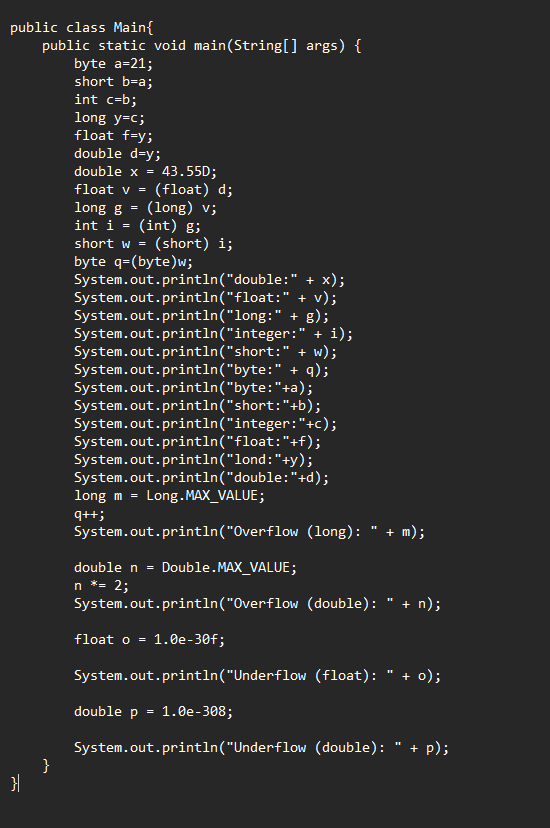 public class Main{
    public static void main(String[] args) {
        byte a=21;
        short b=a;
        int c=b;
        long y=c;
        float f=y;
        double d=y;
        double x = 43.55D;
        float v = (float) d;
        long g = (long) v;
        int i = (int) g;
        short w = (short) i;
        byte q=(byte)w;
        System.out.println("double:" + x);
        System.out.println("float:" + v);
        System.out.println("long:" + g);
        System.out.println("integer:" + i);
        System.out.println("short:" + w);
        System.out.println("byte:" + q);
        System.out.println("byte:"+a);
        System.out.println("short:"+b);
        System.out.println("integer:"+c);
        System.out.println("float:"+f);
        System.out.println("lond:"+y);
        System.out.println("double:"+d);
        long m = Long.MAX_VALUE;
        q++;
        System.out.println("Overflow (long): " + m);

        double n = Double.MAX_VALUE;
        n *= 2;
        System.out.println("Overflow (double): " + n);

        float o = 1.0e-30f;

        System.out.println("Underflow (float): " + o);

        double p = 1.0e-308;

        System.out.println("Underflow (double): " + p);
    }
}